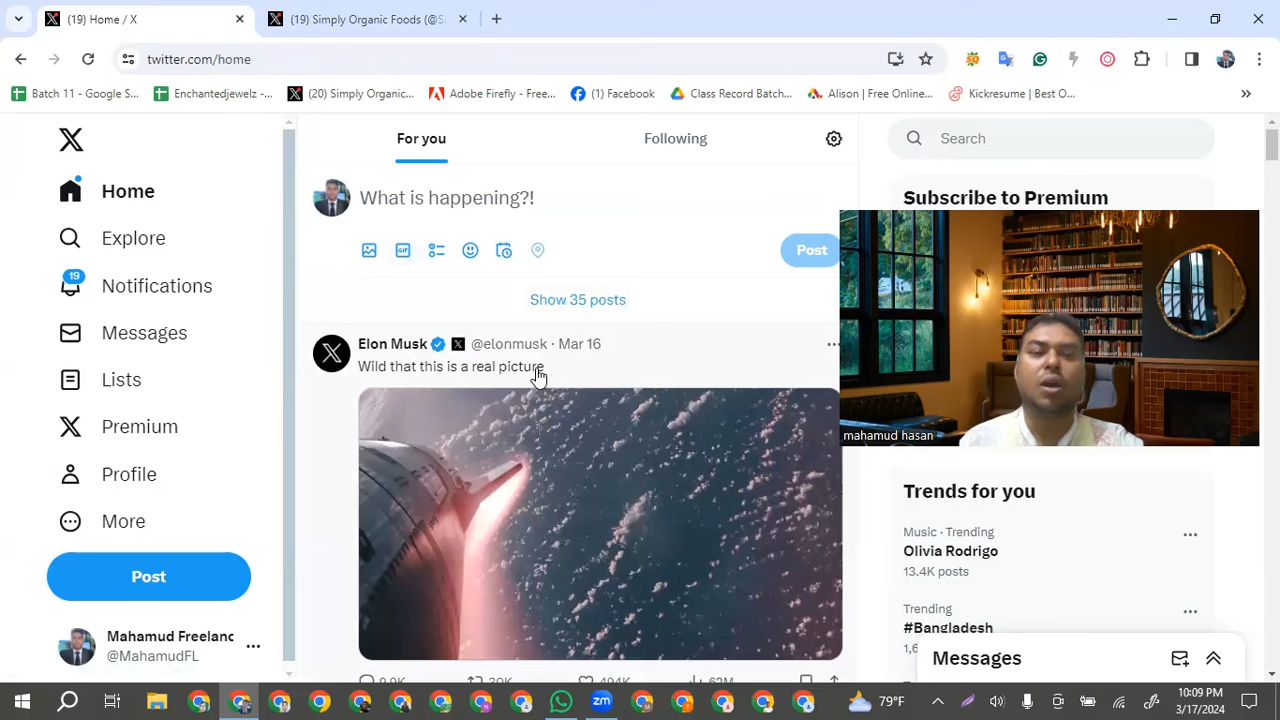 (19) Home / X
(19) Simply Organic Foods (@S
twitter.com/home
Batch 11 - Google S...
Enchantedjewelz -...
(20) Simply Organic...
Adobe Firefly - Free...
(1) Facebook
Class Record Batch...
Alison | Free Online...
Kickresume | Best O...
For you
Following
Search
Home
What is happening?!
Subscribe to Premium
Explore
Post
19
Notifications
Show 35 posts
Messages
Elon Musk @elonmusk · Mar 16
Wild that this is a real picture
Lists
Premium
mahamud hasan
Profile
Trends for you
More
Music · Trending
Olivia Rodrigo
13.4K posts
Post
Trending
#Bangladesh
Mahamud Freelanc
@MahamudFL
Messages
79°F
10:09 PM
3/17/2024